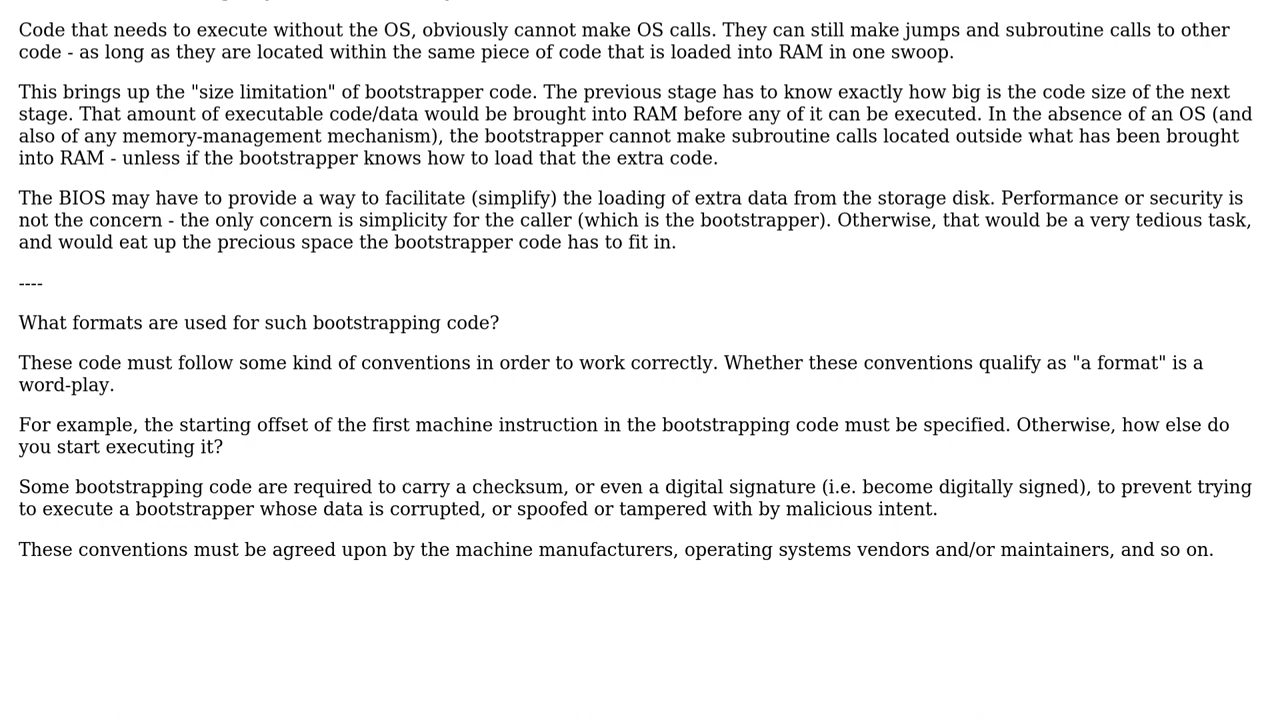 Code that needs to execute without the OS, obviously cannot make OS calls. They can still make jumps and subroutine calls to other
code - as long as they are located within the same piece of code that is loaded into RAM in one swoop.
This brings up the "size limitation" of bootstrapper code. The previous stage has to know exactly how big is the code size of the next
stage. That amount of executable code/data would be brought into RAM before any of it can be executed. In the absence of an OS (and
also of any memory-management mechanism), the bootstrapper cannot make subroutine calls located outside what has been brought
into RAM - unless if the bootstrapper knows how to load that the extra code.
The BIOS may have to provide a way to facilitate (simplify) the loading of extra data from the storage disk. Performance or security is
not the concern - the only concern is simplicity for the caller (which is the bootstrapper). Otherwise, that would be a very tedious task,
and would eat up the precious space the bootstrapper code has to fit in.
----
What formats are used for such bootstrapping code?
These code must follow some kind of conventions in order to work correctly. Whether these conventions qualify as "a format" is a
word-play.
For example, the starting offset of the first machine instruction in the bootstrapping code must be specified. Otherwise, how else do
you start executing it?
Some bootstrapping code are required to carry a checksum, or even a digital signature (i.e. become digitally signed), to prevent trying
to execute a bootstrapper whose data is corrupted, or spoofed or tampered with by malicious intent.
These conventions must be agreed upon by the machine manufacturers, operating systems vendors and/or maintainers, and so on.